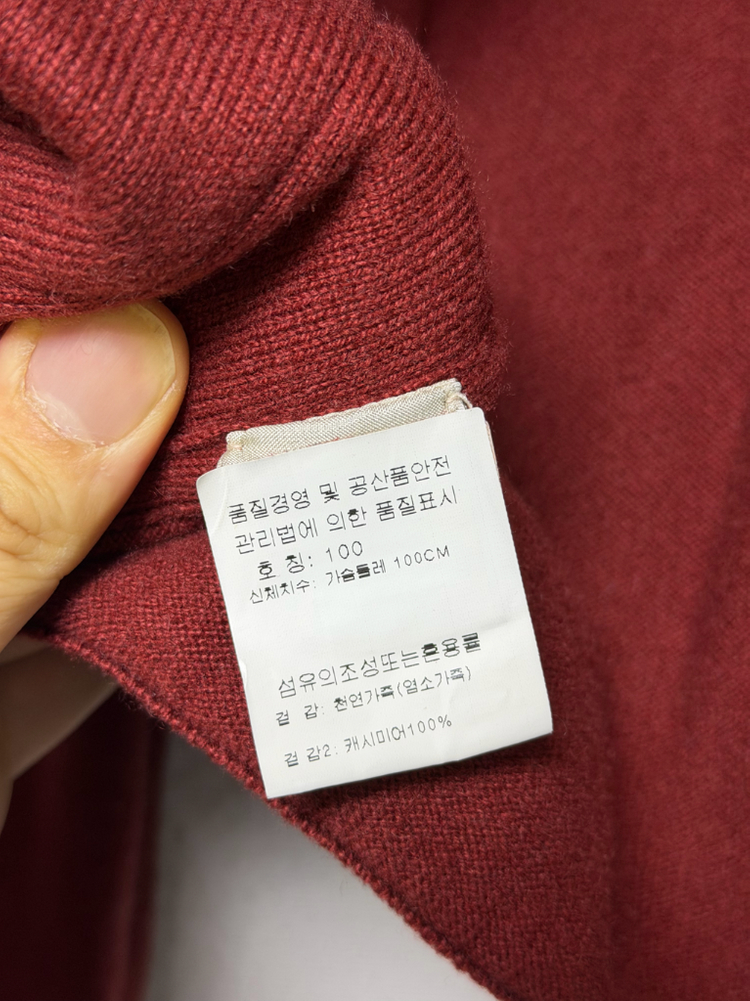 품질경영 및 공산품안전
관리법에 의한 품질표시
호 칭: 100
신체치수: 가슴둘레 100CM
섬유의조성또는혼용률
겉 감: 천연가죽(염소가죽)
겉 감2: 캐시미어100%